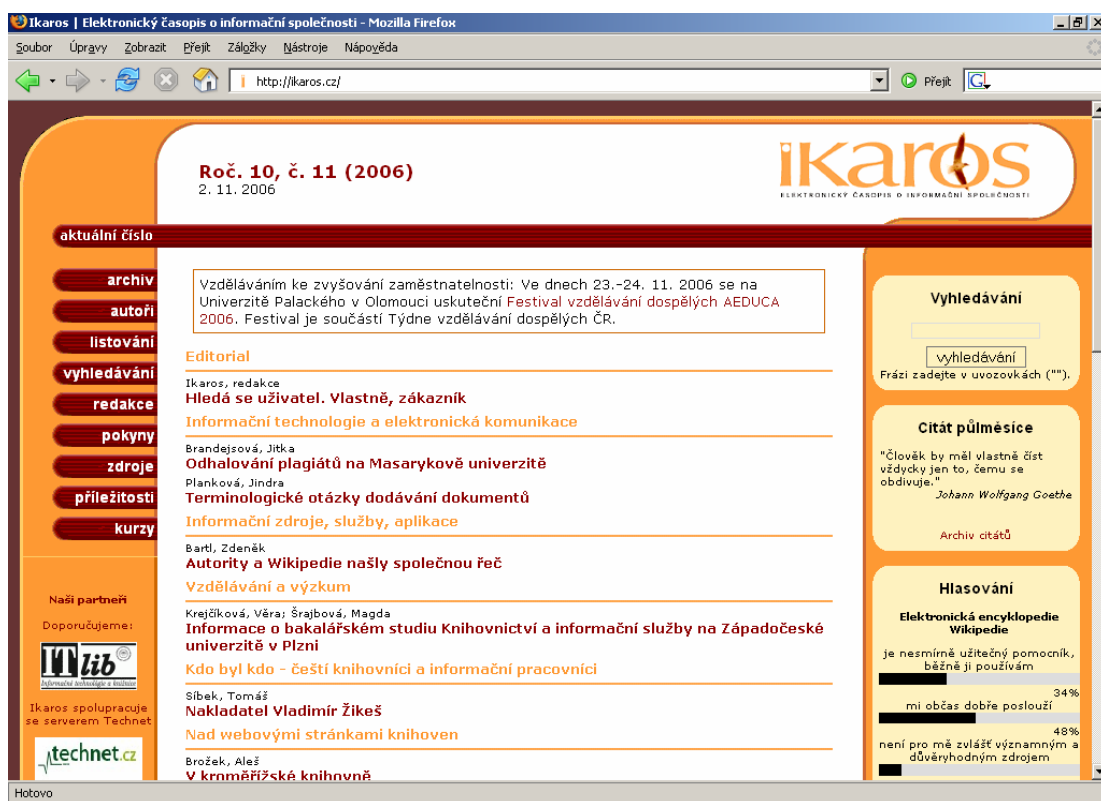 Ikaros | Elektronický časopis o informační společnosti - Mozilla Firefox
Soubor Úpravy Zobrazit Přejít Záložky Nástroje Nápověda
http://ikaros.cz/
Přejít
Roč. 10, č. 11 (2006)
2. 11. 2006
ikaros
ELEKTRONICKÝ ČASOPIS O INFORMAČNÍ SPOLEČNOSTI
aktuální číslo
archiv
autoři
listování
vyhledávání
redakce
pokyny
zdroje
příležitosti
kurzy
Naši partneři
Doporučujeme:
ITlib
Informačné technológie a knižnice
Ikaros spolupracuje
se serverem Technet
technet.cz
Vzděláváním ke zvyšování zaměstnatelnosti: Ve dnech 23.-24. 11. 2006 se na
Univerzitě Palackého v Olomouci uskuteční Festival vzdělávání dospělých AEDUCA
2006. Festival je součástí Týdne vzdělávání dospělých ČR.
Editorial
Ikaros, redakce
Hledá se uživatel. Vlastně, zákazník
Informační technologie a elektronická komunikace
Brandejsová, Jitka
Odhalování plagiátů na Masarykově univerzitě
Planková, Jindra
Terminologické otázky dodávání dokumentů
Informační zdroje, služby, aplikace
Bartl, Zdeněk
Autority a Wikipedie našly společnou řeč
Vzdělávání a výzkum
Krejčíková, Věra; Šrajbová, Magda
Informace o bakalářském studiu Knihovnictví a informační služby na Západočeské
univerzitě v Plzni
Kdo byl kdo - čeští knihovníci a informační pracovníci
Síbek, Tomáš
Nakladatel Vladimír Žikeš
Nad webovými stránkami knihoven
Brožek, Aleš
V kroměřížské knihovně
Vyhledávání
vyhledávání
Frázi zadejte v uvozovkách ("").
Citát půlměsíce
"Člověk by měl vlastně číst
vždycky jen to, čemu se
obdivuje."
Johann Wolfgang Goethe
Archiv citátů
Hlasování
Elektronická encyklopedie
Wikipedie
je nesmírně užitečný pomocník,
běžně ji používám
34%
mi občas dobře poslouží
48%
není pro mě zvlášť významným a
důvěryhodným zdrojem
Hotovo